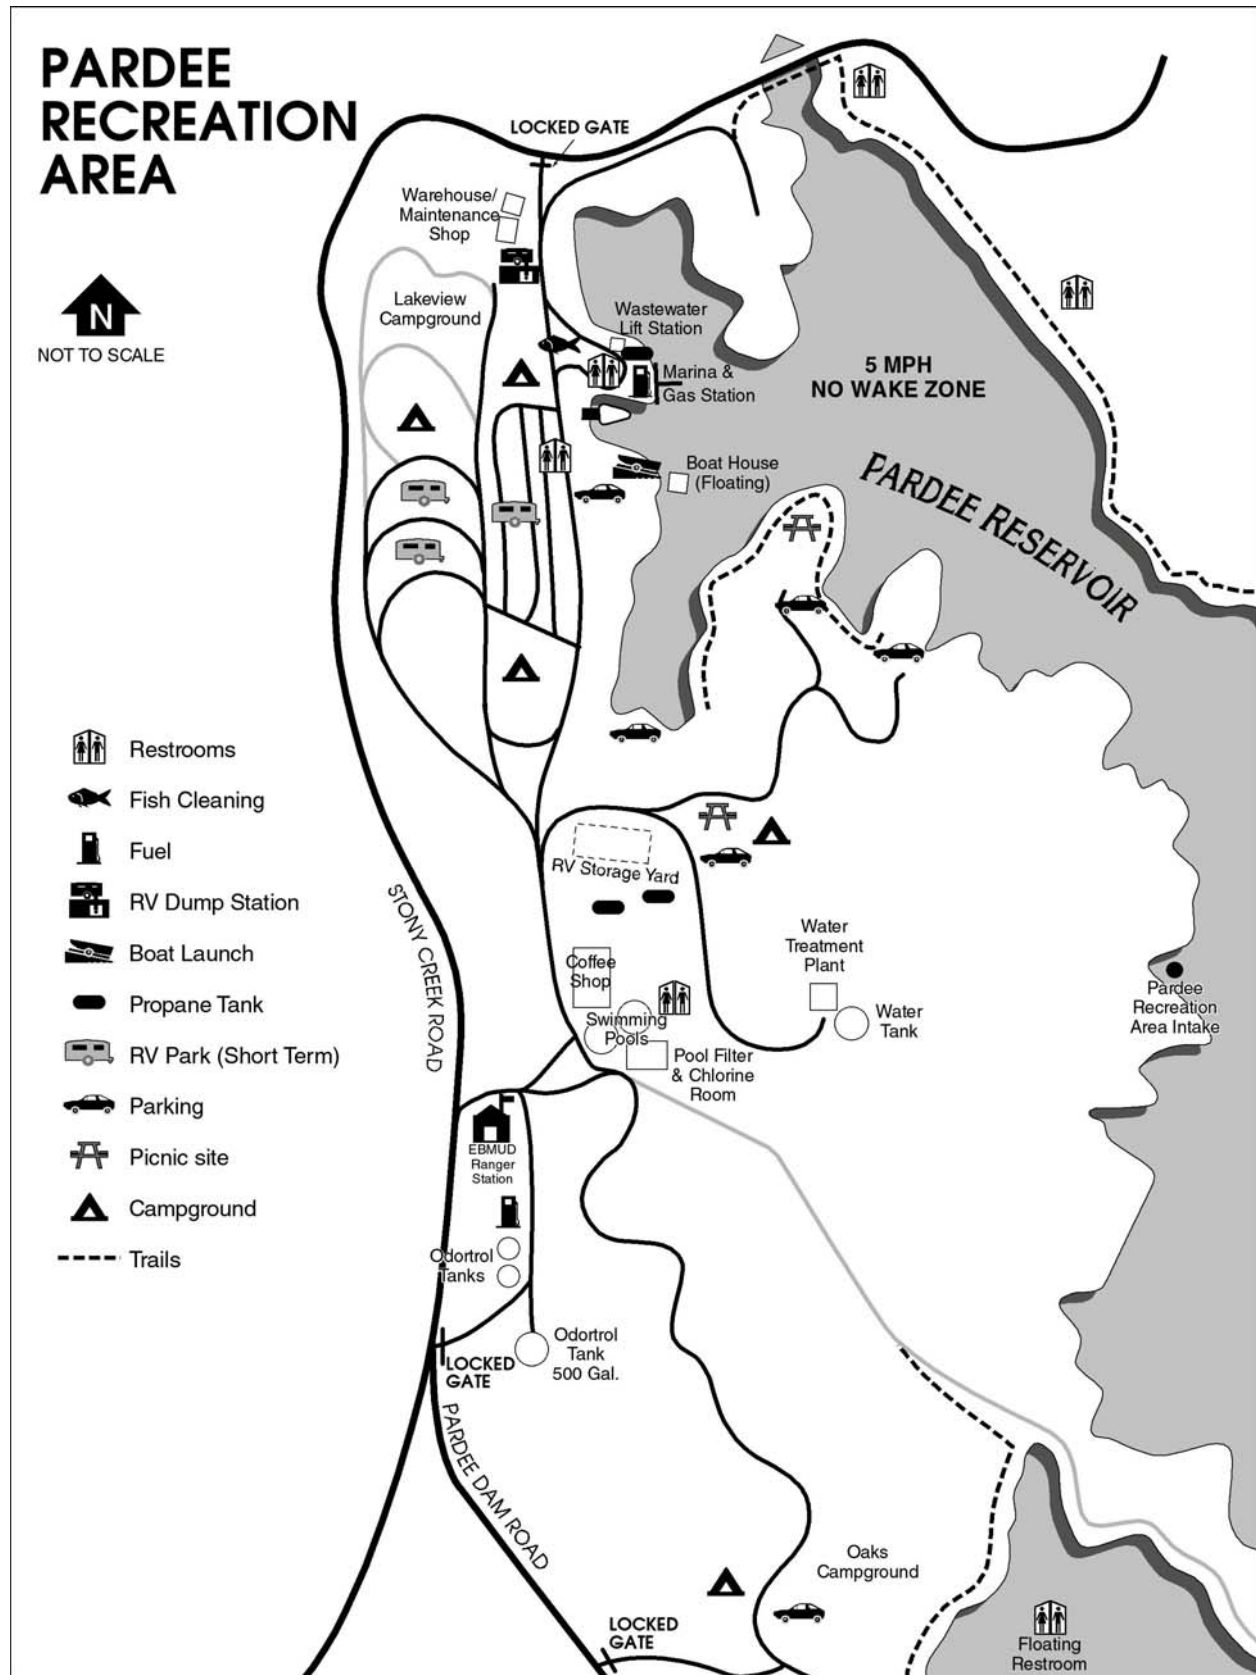 PARDEE
RECREATION
AREA
LOCKED GATE
Warehouse/
Maintenance
Shop
N
NOT TO SCALE
Lakeview
Campground
Wastewater
Lift Station
Marina &
Gas Station
5 MPH
NO WAKE ZONE
Boat House
(Floating)
PARDEE RESERVOIR
Restrooms
Fish Cleaning
Fuel
RV Dump Station
Boat Launch
Propane Tank
RV Park (Short Term)
Parking
Picnic site
Campground
Trails
STONY CREEK ROAD
RV Storage Yard
Coffee
Shop
Swimming
Pools
Pool Filter
& Chlorine
Room
Water
Treatment
Plant
Water
Tank
Pardee
Recreation
Area Intake
EBMUD
Ranger
Station
Odortrol
Tanks
Odortrol
Tank
500 Gal.
LOCKED
GATE
PARDEE DAM ROAD
Oaks
Campground
LOCKED
GATE
Floating
Restroom